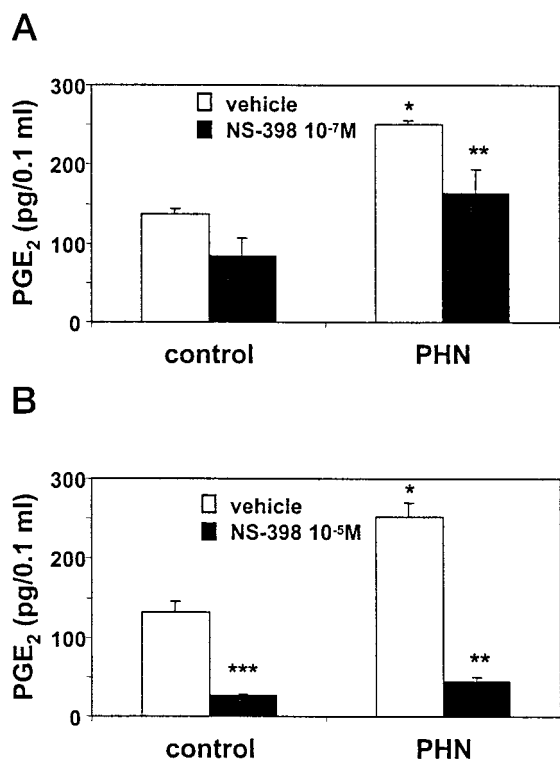 A
300
vehicle
NS-398 10⁻⁷M
*
**
200
100
0
PGE₂ (pg/0.1 ml)
control PHN
B
300
vehicle
NS-398 10⁻⁵M
*
200
100
***
**
0
PGE₂ (pg/0.1 ml)
control PHN